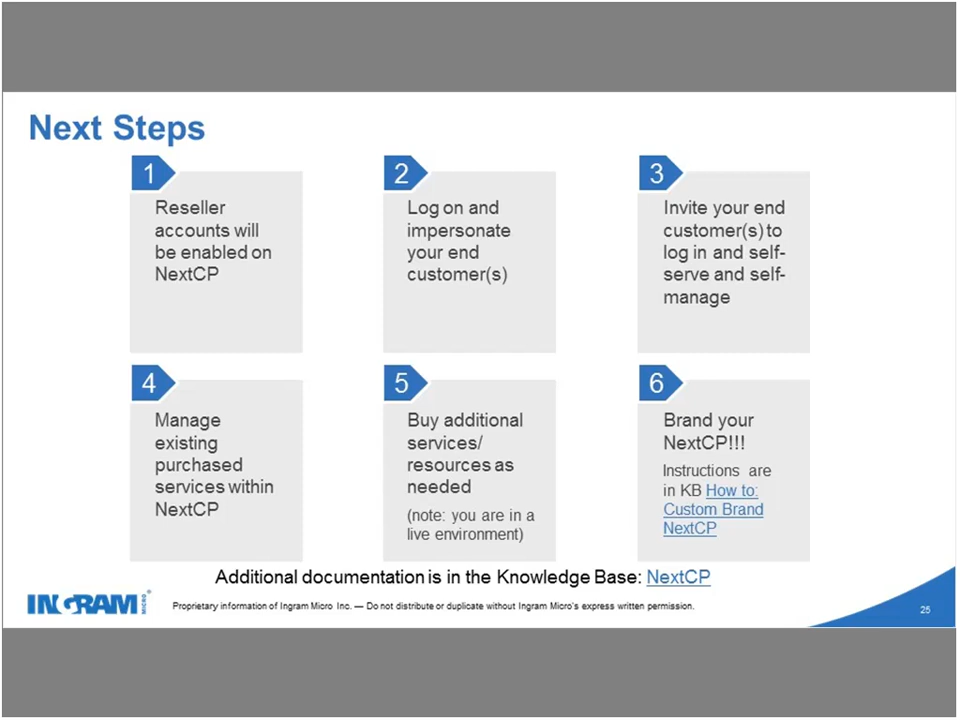 Next Steps
1
Reseller
accounts will
be enabled on
NextCP
2
Log on and
impersonate
your end
customer(s)
3
Invite your end
customer(s) to
log in and self-
serve and self-
manage
4
Manage
existing
purchased
services within
NextCP
5
Buy additional
services/
resources as
needed
(note: you are in a
live environment)
6
Brand your
NextCP!!!
Instructions are
in KB How to:
Custom Brand
NextCP
Additional documentation is in the Knowledge Base: NextCP
INGRAM MICRO®
Proprietary information of Ingram Micro Inc. — Do not distribute or duplicate without Ingram Micro's express written permission.
25